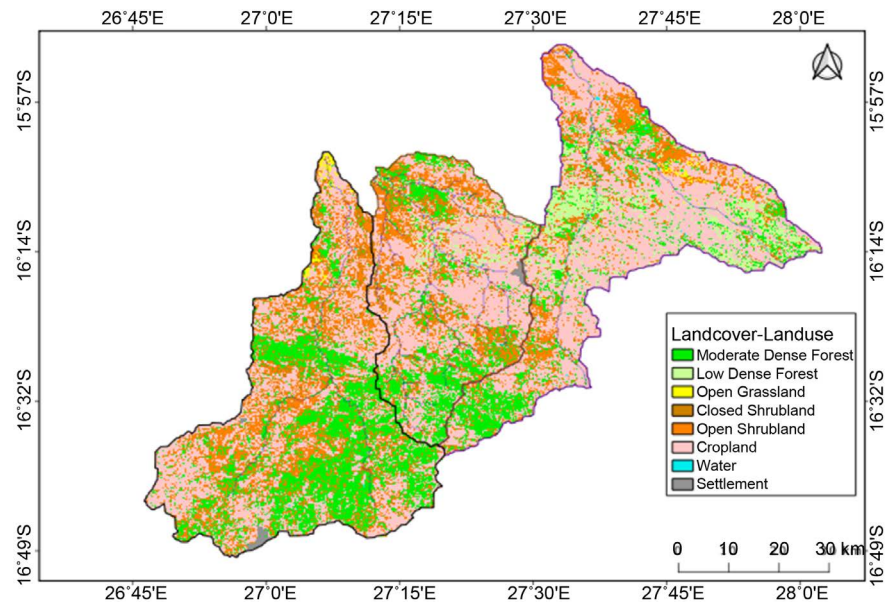 26°45'E 27°0'E 27°15'E 27°30'E 27°45'E 28°0'E
15°57'S 15°57'S
16°14'S 16°14'S
Landcover-Landuse
Moderate Dense Forest
Low Dense Forest
16°32'S 16°32'S
Open Grassland
Closed Shrubland
Open Shrubland
Cropland
Water
Settlement
16°49'S 16°49'S
0 10 20 30 km
26°45'E 27°0'E 27°15'E 27°30'E 27°45'E 28°0'E